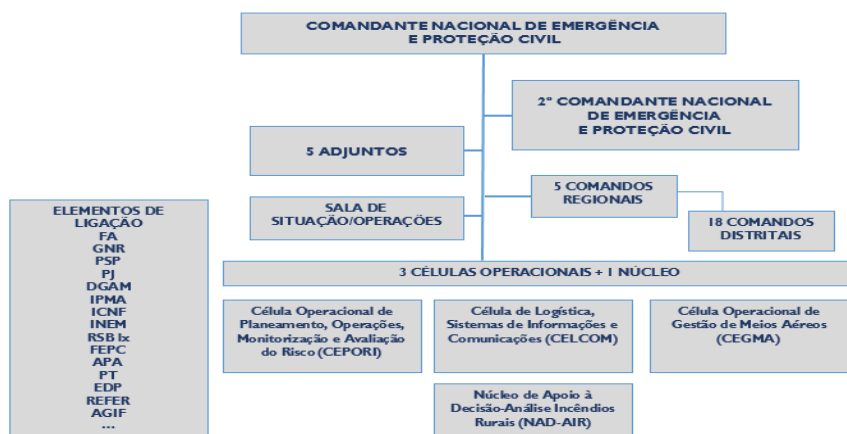 COMANDANTE NACIONAL DE EMERGÊNCIA
E PROTEÇÃO CIVIL
2º COMANDANTE NACIONAL
DE EMERGÊNCIA
E PROTEÇÃO CIVIL
5 ADJUNTOS
5 COMANDOS
REGIONAIS
SALA DE
SITUAÇÃO/OPERAÇÕES
18 COMANDOS
DISTRITAIS
ELEMENTOS DE
LIGAÇÃO
FA
GNR
PSP
PJ
DGAM
IPMA
ICNF
INEM
RSB lx
FEPC
APA
PT
EDP
REFER
AGIF
...
3 CÉLULAS OPERACIONAIS + 1 NÚCLEO
Célula Operacional de
Planeamento, Operações,
Monitorização e Avaliação
do Risco (CEPORI)
Célula de Logística,
Sistemas de Informações e
Comunicações (CELCOM)
Célula Operacional de
Gestão de Meios Aéreos
(CEGMA)
Núcleo de Apoio à
Decisão-Análise Incêndios
Rurais (NAD-AIR)